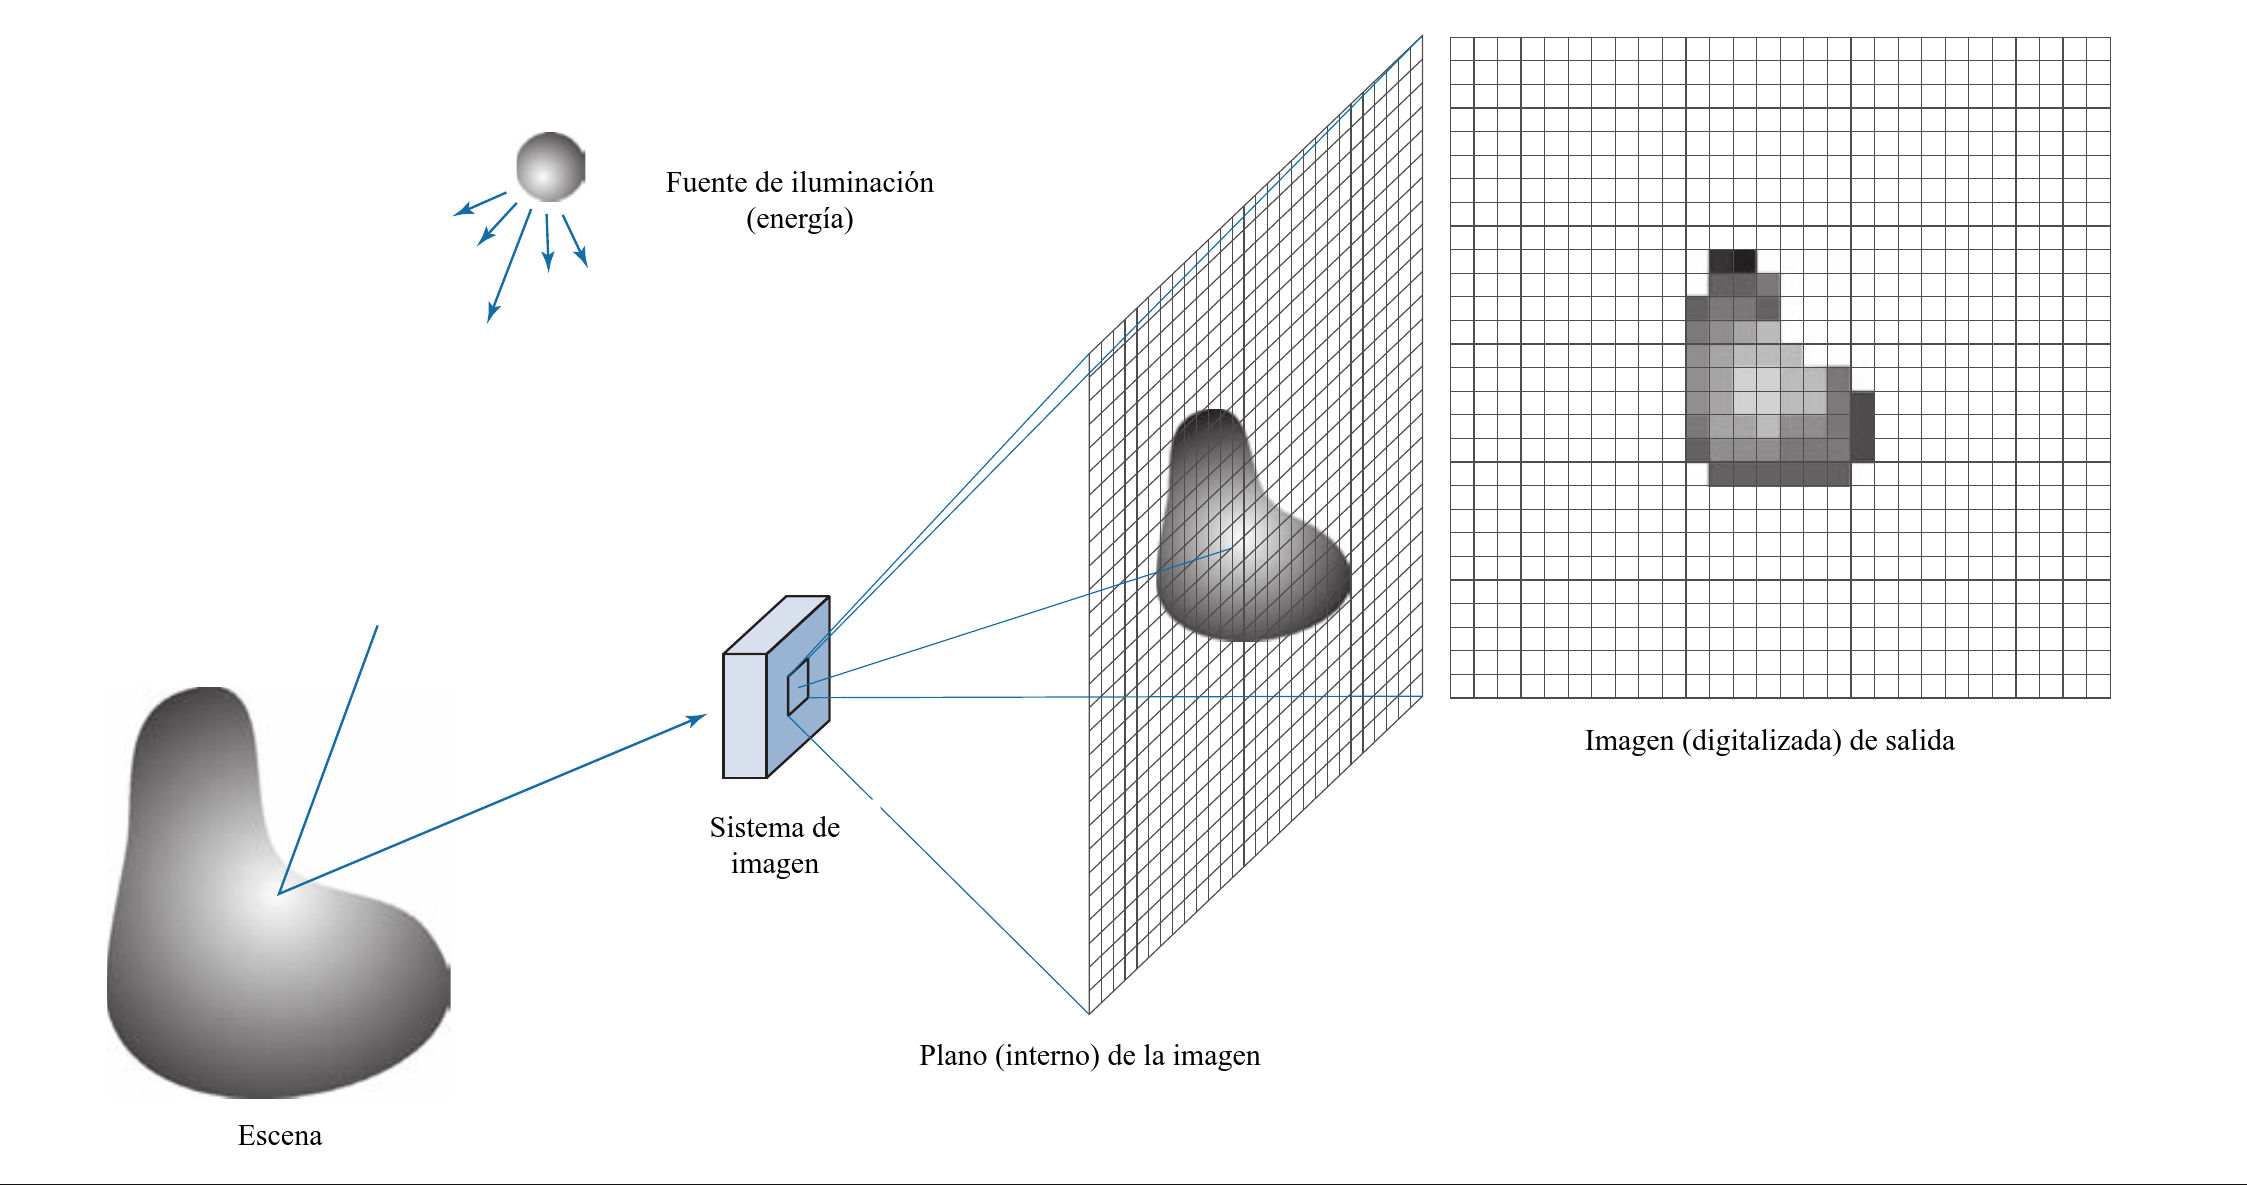 Fuente de iluminación
(energía)
Imagen (digitalizada) de salida
Sistema de
imagen
Plano (interno) de la imagen
Escena